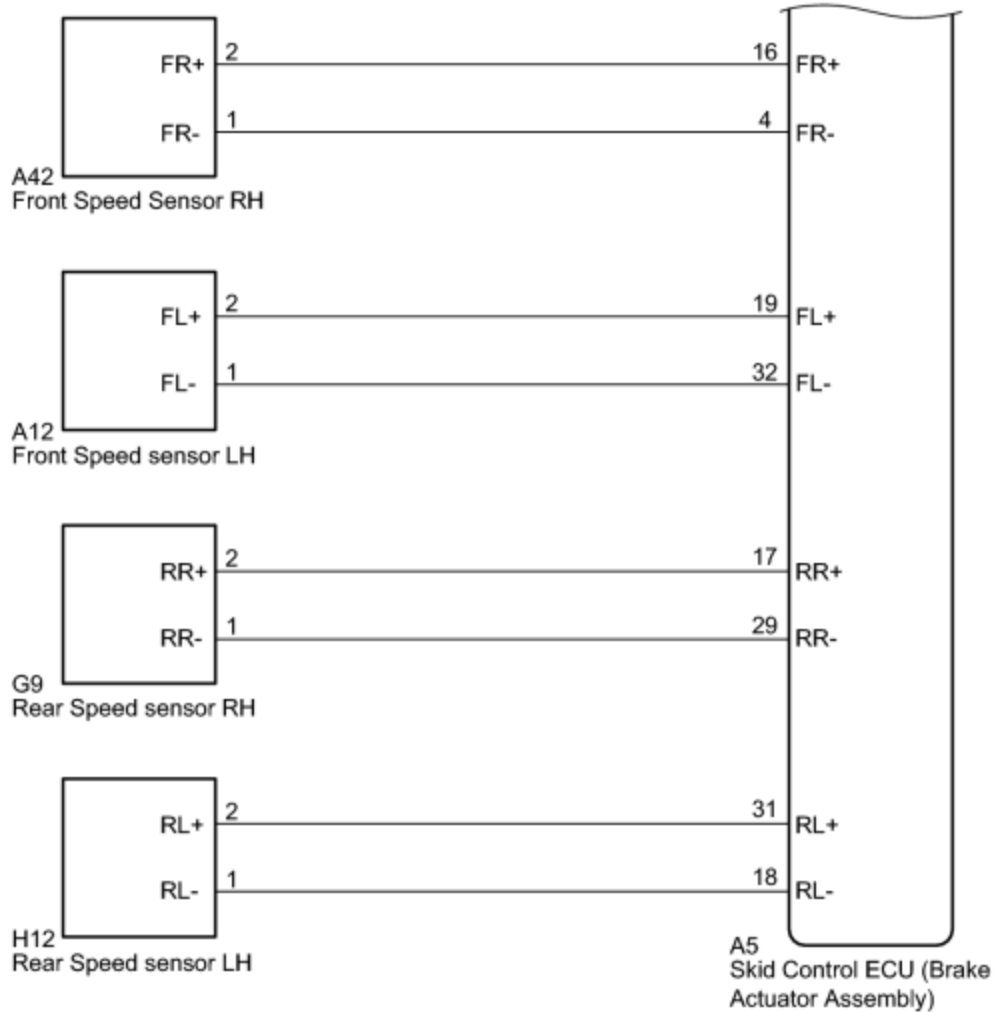 FR+ 2 16 FR+
FR- 1 4 FR-
A42
Front Speed Sensor RH
FL+ 2 19 FL+
FL- 1 32 FL-
A12
Front Speed sensor LH
RR+ 2 17 RR+
RR- 1 29 RR-
G9
Rear Speed sensor RH
RL+ 2 31 RL+
RL- 1 18 RL-
H12
Rear Speed sensor LH
A5
Skid Control ECU (Brake
Actuator Assembly)